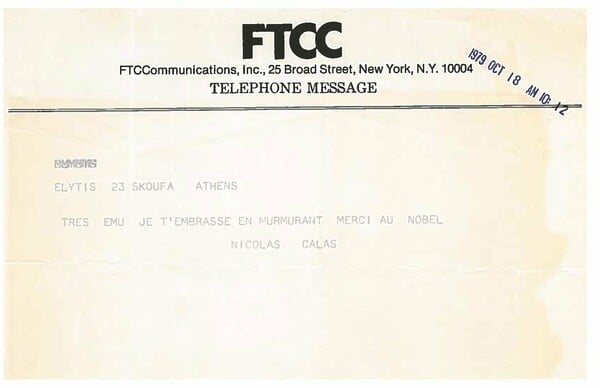 FTCC
FTCCommunications, Inc., 25 Broad Street, New York, N.Y. 10004
1979 OCT 18 AM 10: 12
TELEPHONE MESSAGE
ELYTIS 23 SKOUFA ATHENS
TRES EMU JE T'EMBRASSE EN MURMURANT MERCI AU NOBEL
NICOLAS CALAS